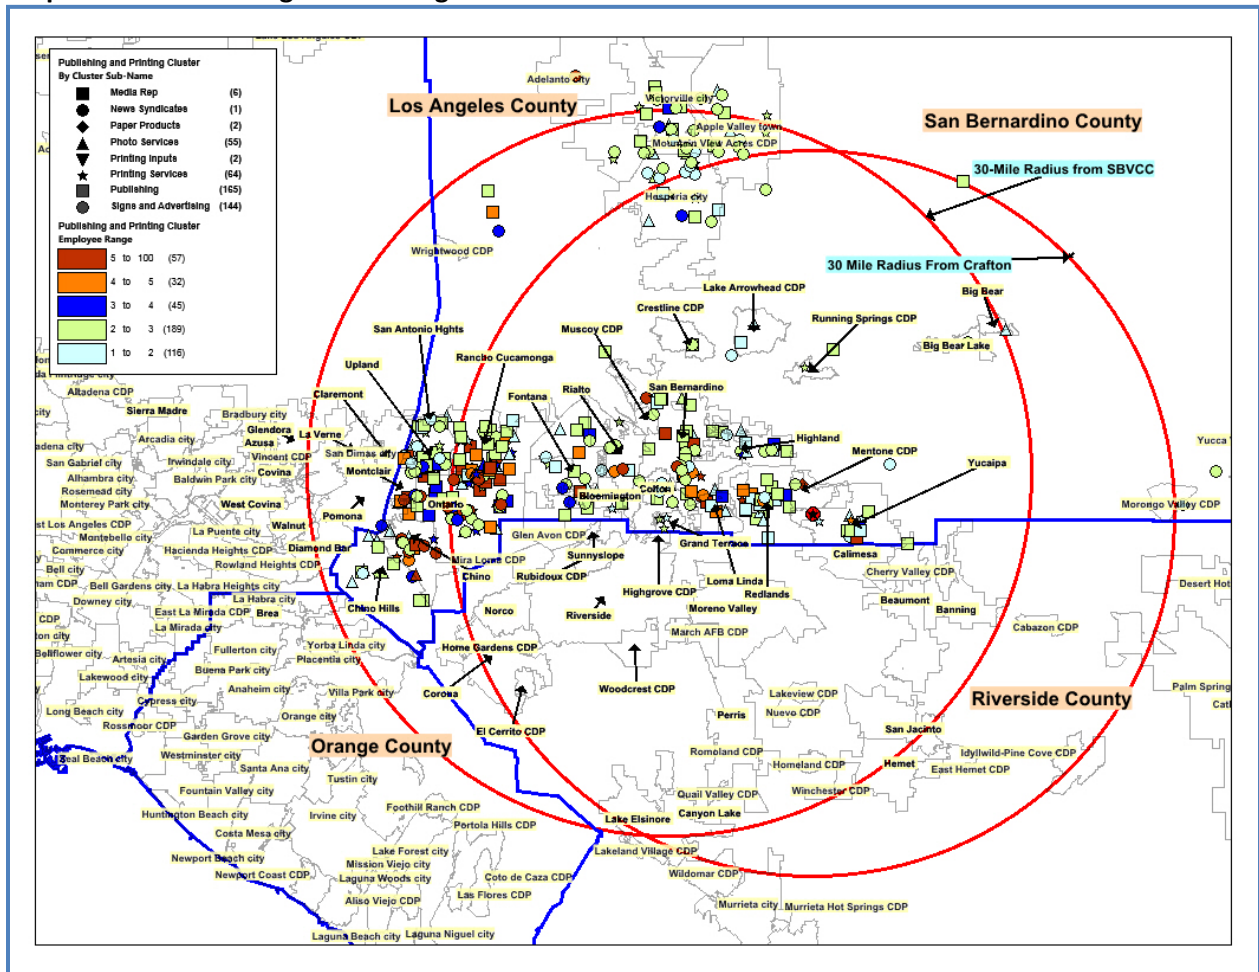 Los Angeles County
San Bernardino County
Riverside County
Orange County
30-Mile Radius from SBVCC
30 Mile Radius From Crafton
Publishing and Printing Cluster
By Cluster Sub-Name
Media Rep (6)
News Syndicates (1)
Paper Products (2)
Photo Services (55)
Printing Inputs (2)
Printing Services (64)
Publishing (165)
Signs and Advertising (144)
Publishing and Printing Cluster
Employee Range
5 to 100 (57)
4 to 5 (32)
3 to 4 (45)
2 to 3 (189)
1 to 2 (116)
Adelanto city
Victorville city
Apple Valley town
Mountain View Acres CDP
Hesperia city
Wrightwood CDP
Lake Arrowhead CDP
Big Bear
Crestline CDP
Running Springs CDP
San Antonio Hghts
Muscoy CDP
Big Bear Lake
Rancho Cucamonga
Upland
Rialto
San Bernardino
Claremont
Fontana
Altadena CDP
Sierra Madre
Bradbury city
Glendora
La Verne
Azusa
Arcadia city
San Dimas city
Highland
Mentone CDP
Yucaipa
San Gabriel city
Irwindale city
Vincent CDP
Covina
Montclair
Alhambra city
Baldwin Park city
Rosemead city
Monterey Park city
West Covina
Ontario
Bloomington
Colton
Morongo Valley CDP
Pomona
Walnut
La Puente city
Montebello city
Commerce city
Hacienda Heights CDP
Diamond Bar
Rowland Heights CDP
Glen Avon CDP
Grand Terrace
Sunnyslope
Calimesa
Mira Loma CDP
Chino
Rubidoux CDP
Cherry Valley CDP
Bell city
Bell Gardens city
La Habra Heights city
Downey city
La Habra city
Loma Linda
Redlands
Highgrove CDP
Moreno Valley
Beaumont
Banning
Chino Hills
East La Mirada CDP
Brea
Norco
Riverside
La Mirada city
March AFB CDP
Cabazon CDP
Fullerton city
Yorba Linda city
Home Gardens CDP
Bellflower city
Artesia city
Placentia city
Buena Park city
Lakewood city
Anaheim city
Villa Park city
Corona
Woodcrest CDP
Lakeview CDP
Cypress city
Long Beach city
Rossmoor CDP
Orange city
Garden Grove city
El Cerrito CDP
Perris
Nuevo CDP
San Jacinto
Seal Beach city
Westminster city
Romoland CDP
Homeland CDP
Hemet
East Hemet CDP
Idyllwild-Pine Cove CDP
Santa Ana city
Tustin city
Fountain Valley city
Quail Valley CDP
Winchester CDP
Foothill Ranch CDP
Huntington Beach city
Irvine city
Portola Hills CDP
Lake Elsinore
Canyon Lake
Costa Mesa city
Lake Forest city
Lakeland Village CDP
Newport Beach city
Mission Viejo city
Newport Coast CDP
Laguna Woods city
Coto de Caza CDP
Wildomar CDP
Las Flores CDP
Aliso Viejo CDP
Murrieta city
Murrieta Hot Springs CDP
Laguna Beach city
Laguna Niguel city